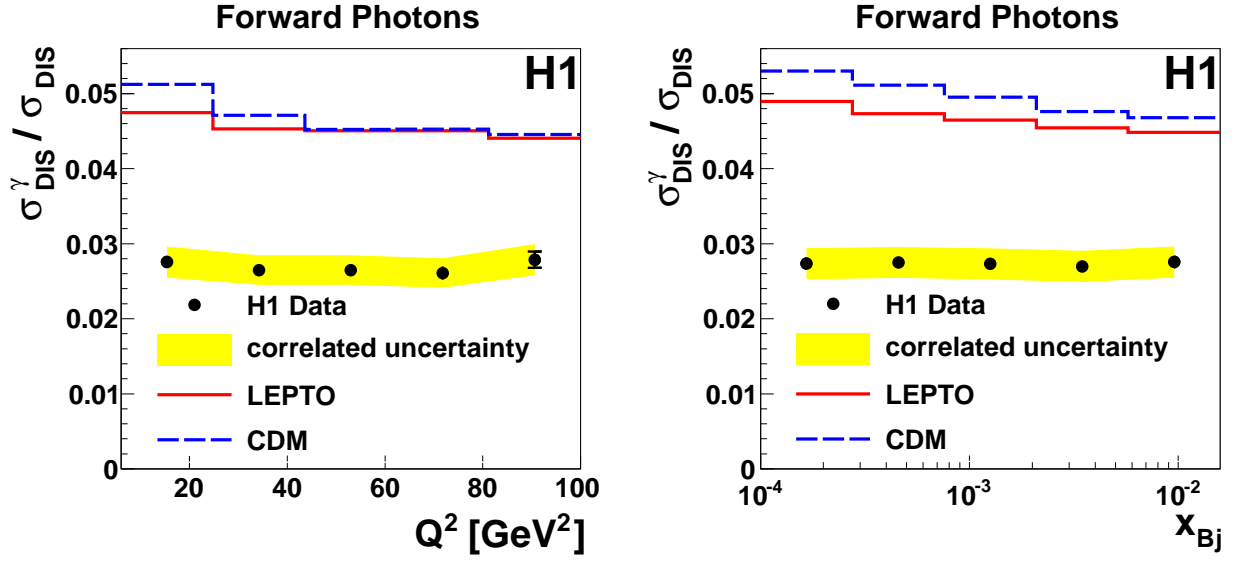 Forward Photons
H1
σ^γ_DIS / σ_DIS
0.05
0.04
0.03
0.02
0.01
0
H1 Data
correlated uncertainty
LEPTO
CDM
20 40 60 80 100
Q² [GeV²]
Forward Photons
H1
σ^γ_DIS / σ_DIS
0.05
0.04
0.03
0.02
0.01
0
H1 Data
correlated uncertainty
LEPTO
CDM
10⁻⁴ 10⁻³ 10⁻²
x_Bj